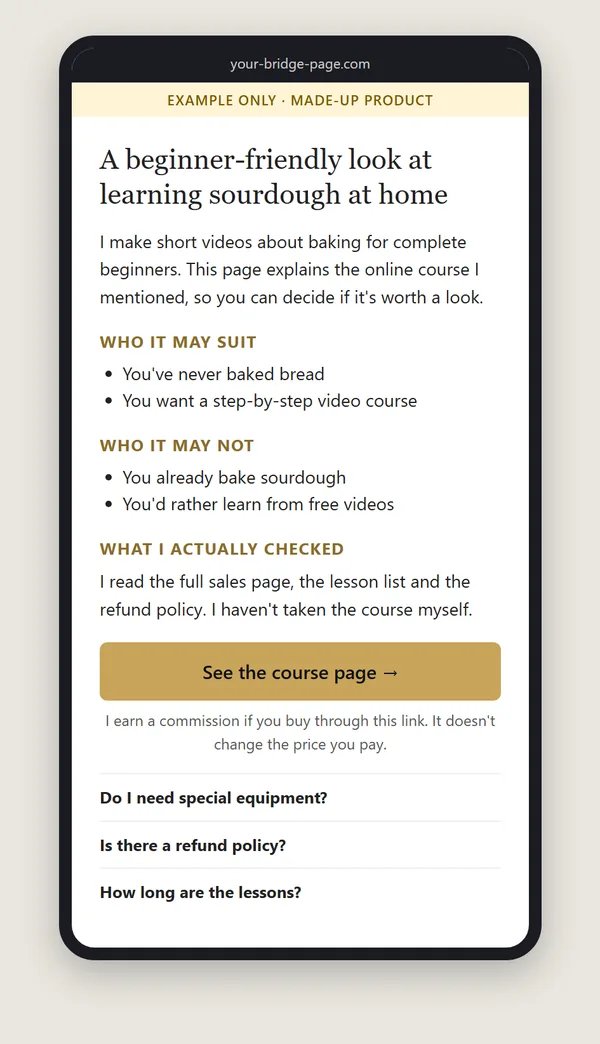 your-bridge-page.com
EXAMPLE ONLY · MADE-UP PRODUCT
A beginner-friendly look at
learning sourdough at home
I make short videos about baking for complete
beginners. This page explains the online course I
mentioned, so you can decide if it's worth a look.
WHO IT MAY SUIT
• You've never baked bread
• You want a step-by-step video course
WHO IT MAY NOT
• You already bake sourdough
• You'd rather learn from free videos
WHAT I ACTUALLY CHECKED
I read the full sales page, the lesson list and the
refund policy. I haven't taken the course myself.
See the course page →
I earn a commission if you buy through this link. It doesn't
change the price you pay.
Do I need special equipment?
Is there a refund policy?
How long are the lessons?